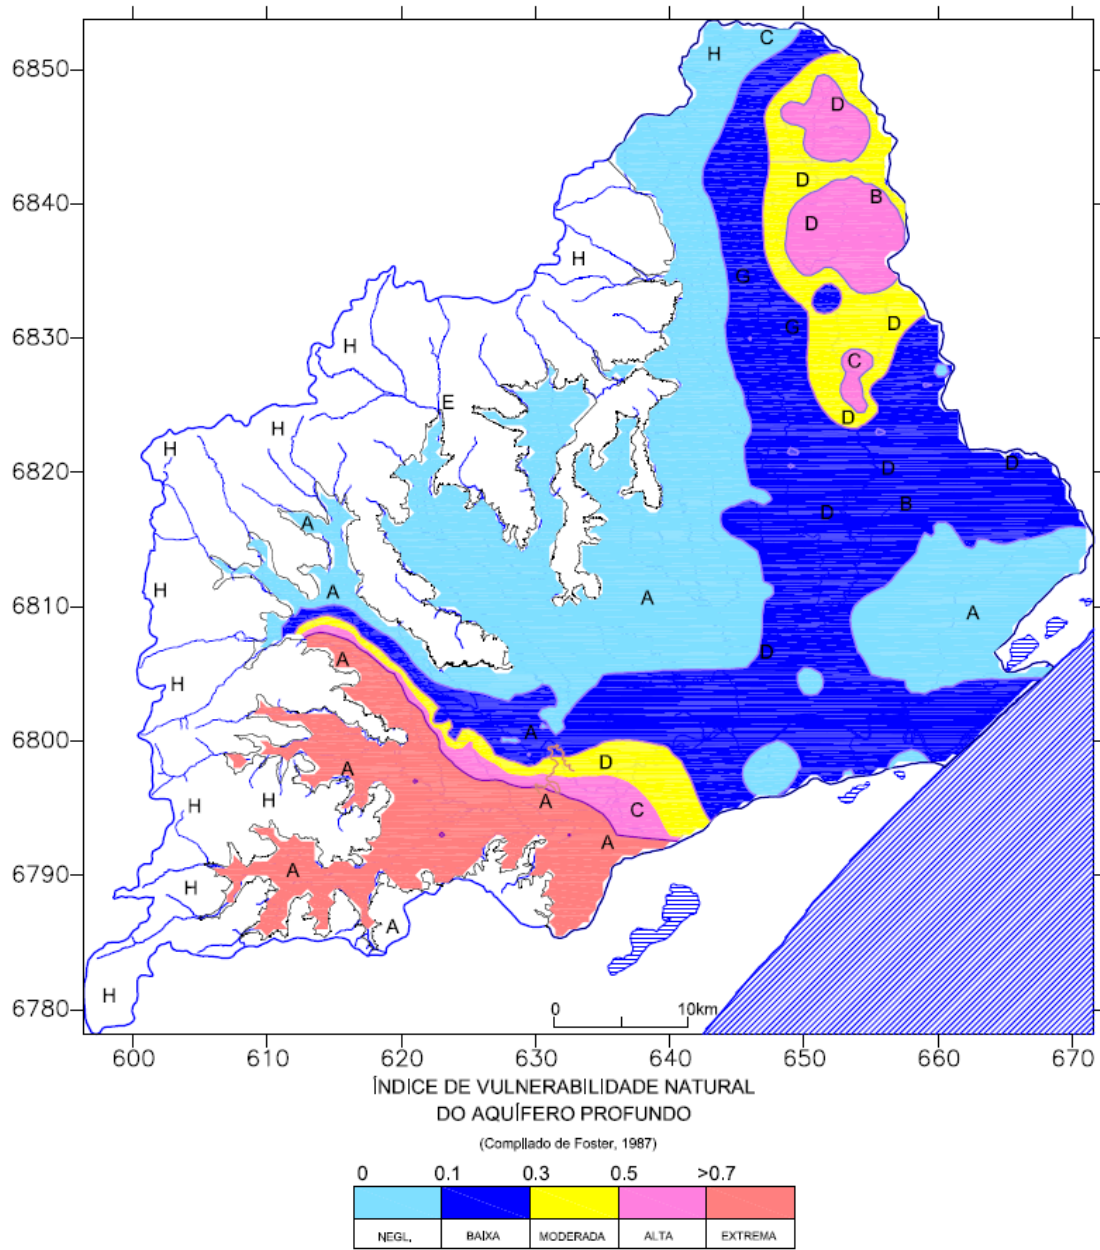 6850
6840
6830
6820
6810
6800
6790
6780
H
C
D
D
B
D
H
G
G
D
H
C
E
D
H
H
D
D
B
D
A
H
A
A
A
D
A
H
A
D
A
H
H
A
C
A
A
H
A
H
0
10km
600
610
620
630
640
650
660
670
ÍNDICE DE VULNERABILIDADE NATURAL
DO AQUÍFERO PROFUNDO
(Compilado de Foster, 1987)
0 0.1 0.3 0.5 >0.7
NEGL. BAIXA MODERADA ALTA EXTREMA